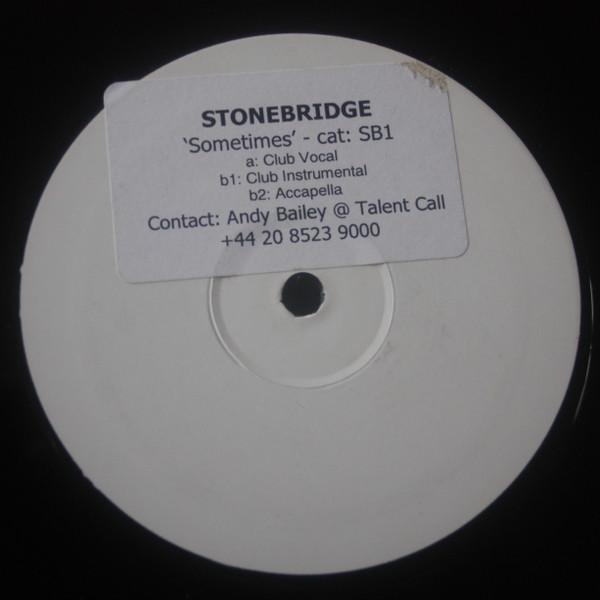 STONEBRIDGE
'Sometimes' - cat: SB1
a: Club Vocal
b1: Club Instrumental
b2: Accapella
Contact: Andy Bailey @ Talent Call
+44 20 8523 9000